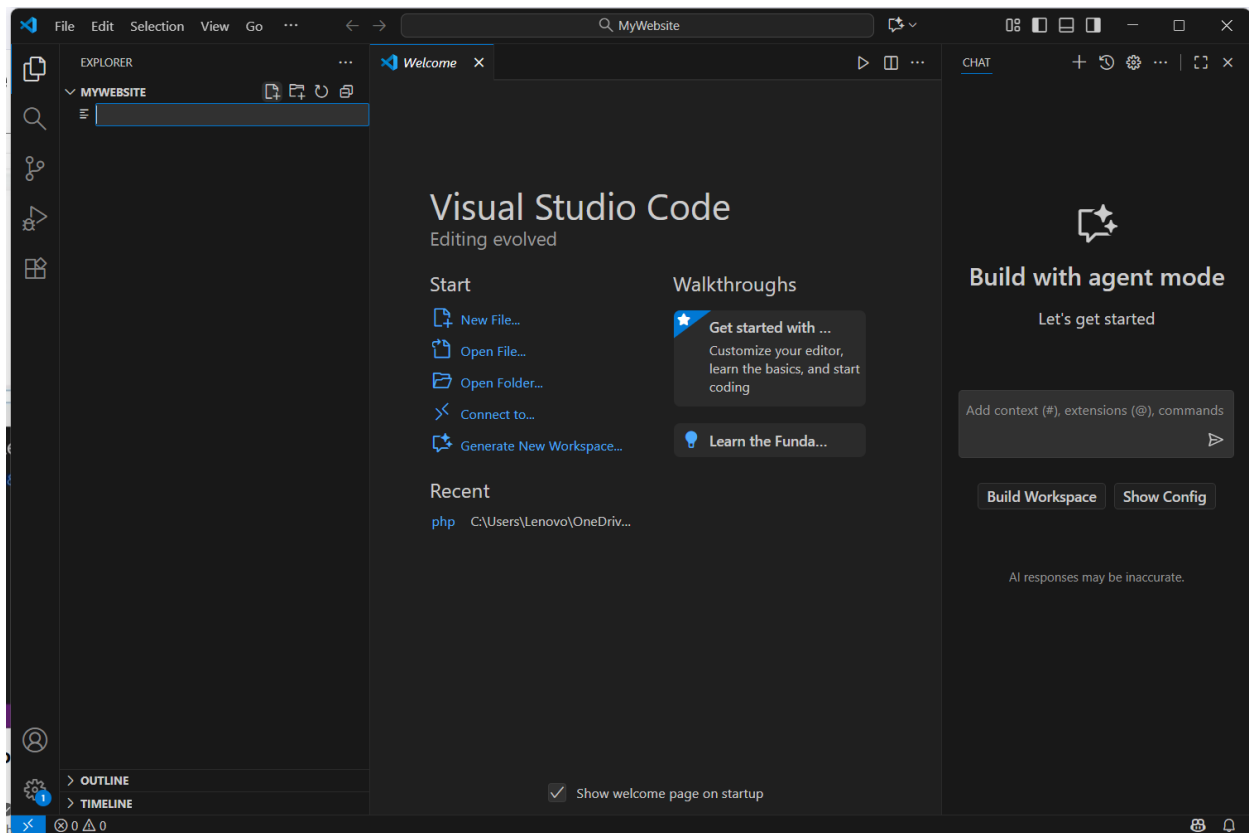 File Edit Selection View Go ···
MyWebsite
EXPLORER
MYWEBSITE
Welcome
Visual Studio Code
Editing evolved
Start
New File...
Open File...
Open Folder...
Connect to...
Generate New Workspace...
Recent
php C:\Users\Lenovo\OneDriv...
Walkthroughs
Get started with ...
Customize your editor,
learn the basics, and start
coding
Learn the Funda...
Show welcome page on startup
CHAT
Build with agent mode
Let's get started
Add context (#), extensions (@), commands
Build Workspace Show Config
AI responses may be inaccurate.
OUTLINE
TIMELINE
1
0 0